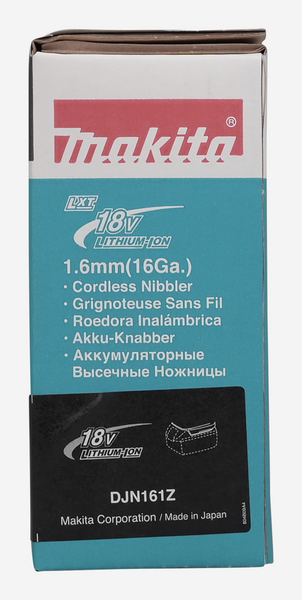 makita®
LXT
18V
LITHIUM-ION
1.6mm(16Ga.)
· Cordless Nibbler
· Grignoteuse Sans Fil
· Roedora Inalámbrica
· Akku-Knabber
· Аккумуляторные
Высечные Ножницы
18V
LITHIUM-ION
DJN161Z
Makita Corporation / Made in Japan